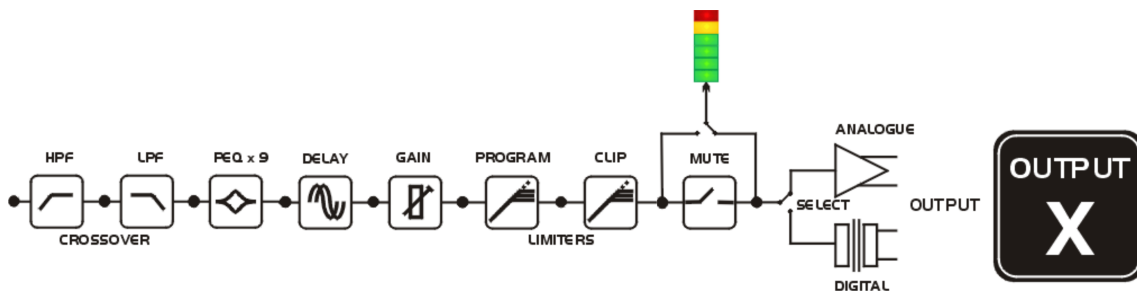 HPF
LPF
PEQ x 9
DELAY
GAIN
PROGRAM
CLIP
MUTE
ANALOGUE
CROSSOVER
LIMITERS
SELECT
OUTPUT
DIGITAL
OUTPUT
X